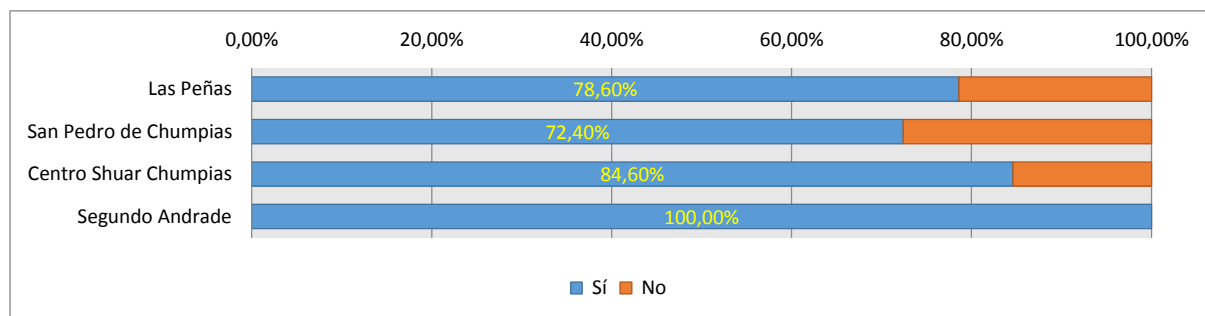 0,00% 20,00% 40,00% 60,00% 80,00% 100,00%
Las Peñas 78,60%
San Pedro de Chumpias 72,40%
Centro Shuar Chumpias 84,60%
Segundo Andrade 100,00%
Sí No